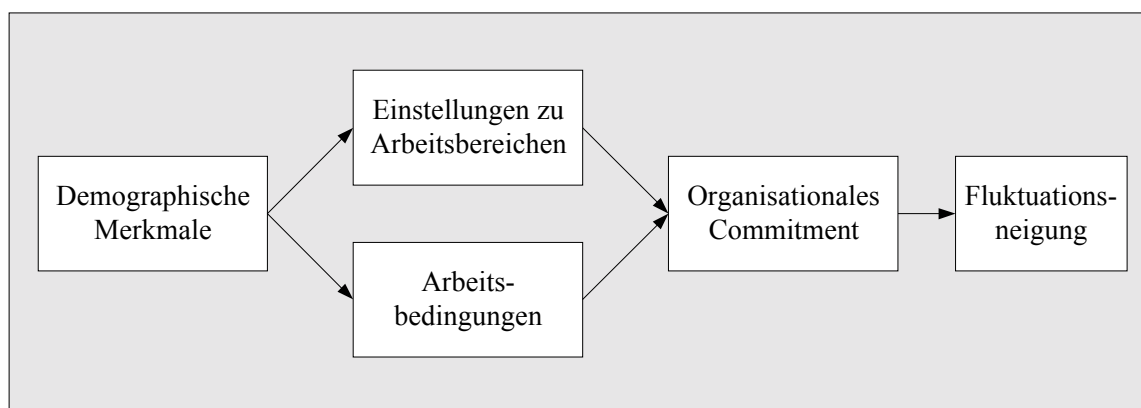 Demographische
Merkmale
Einstellungen zu
Arbeitsbereichen
Arbeits-
bedingungen
Organisationales
Commitment
Fluktuations-
neigung